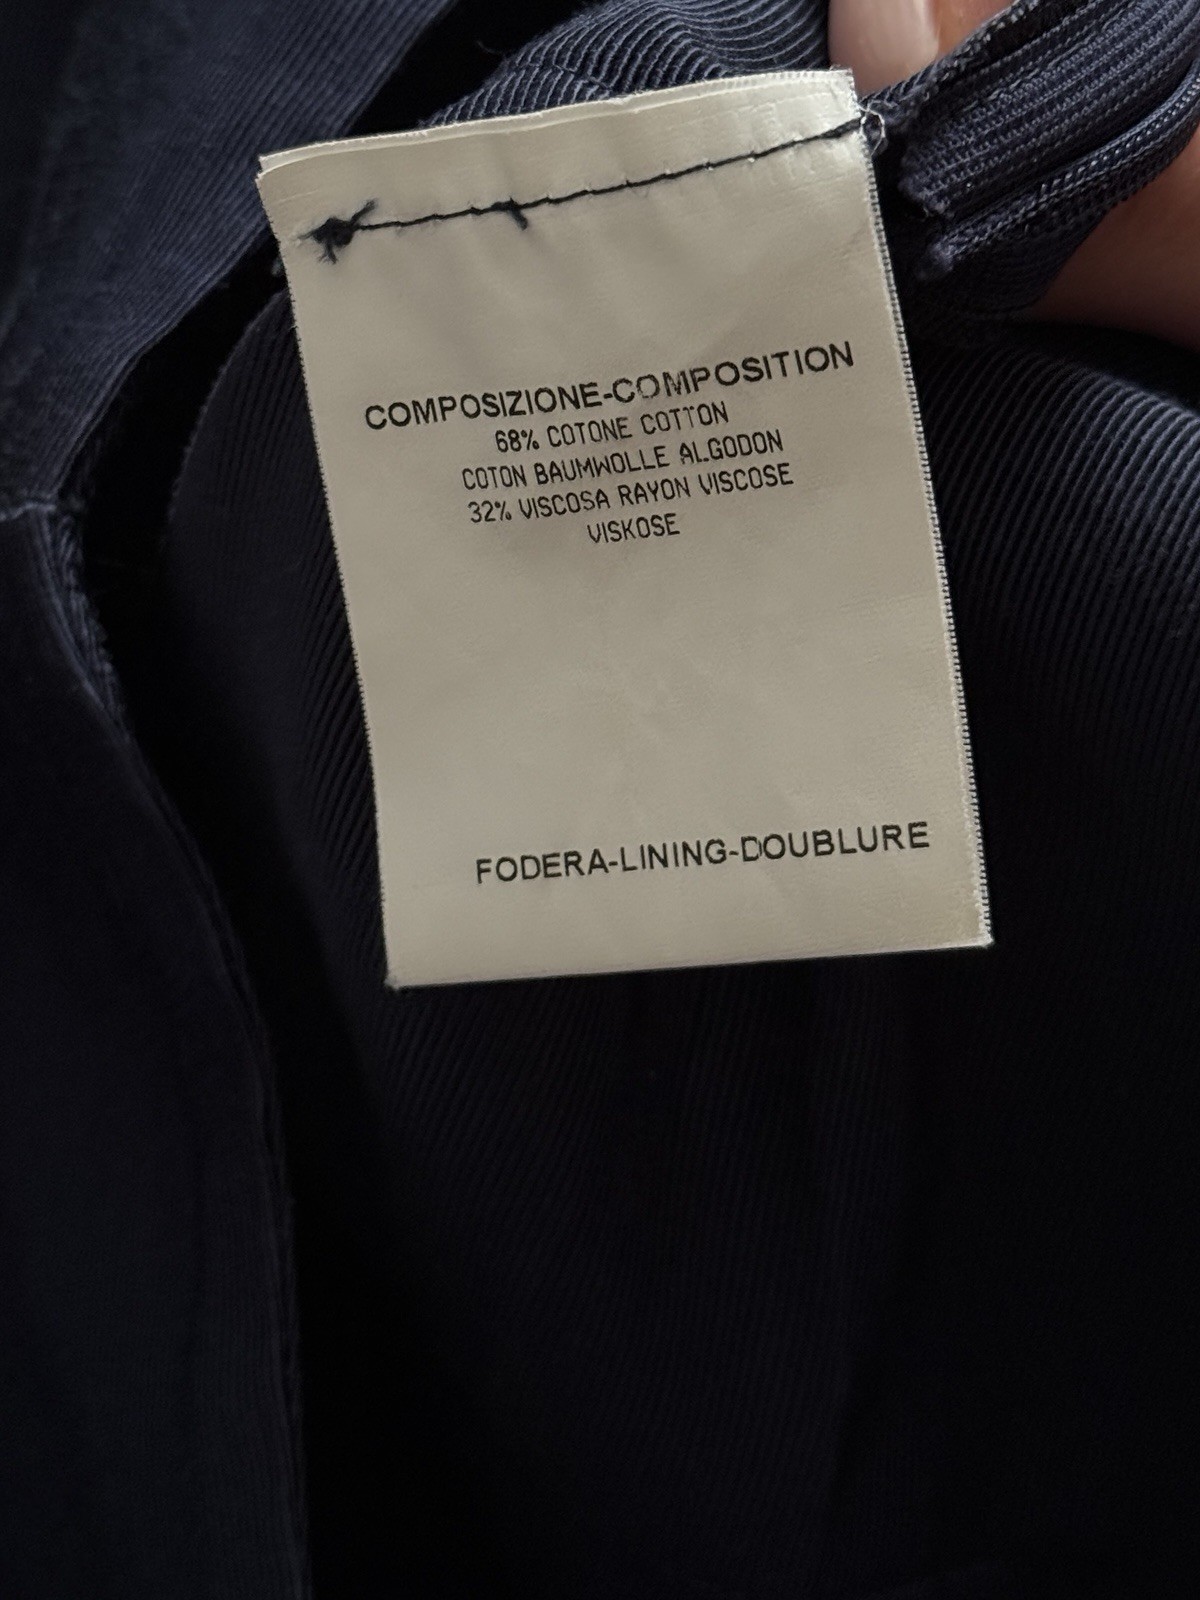 COMPOSIZIONE-COMPOSITION
68% COTONE COTTON
COTON BAUMWOLLE ALGODON
32% VISCOSA RAYON VISCOSE
VISKOSE
FODERA-LINING-DOUBLURE